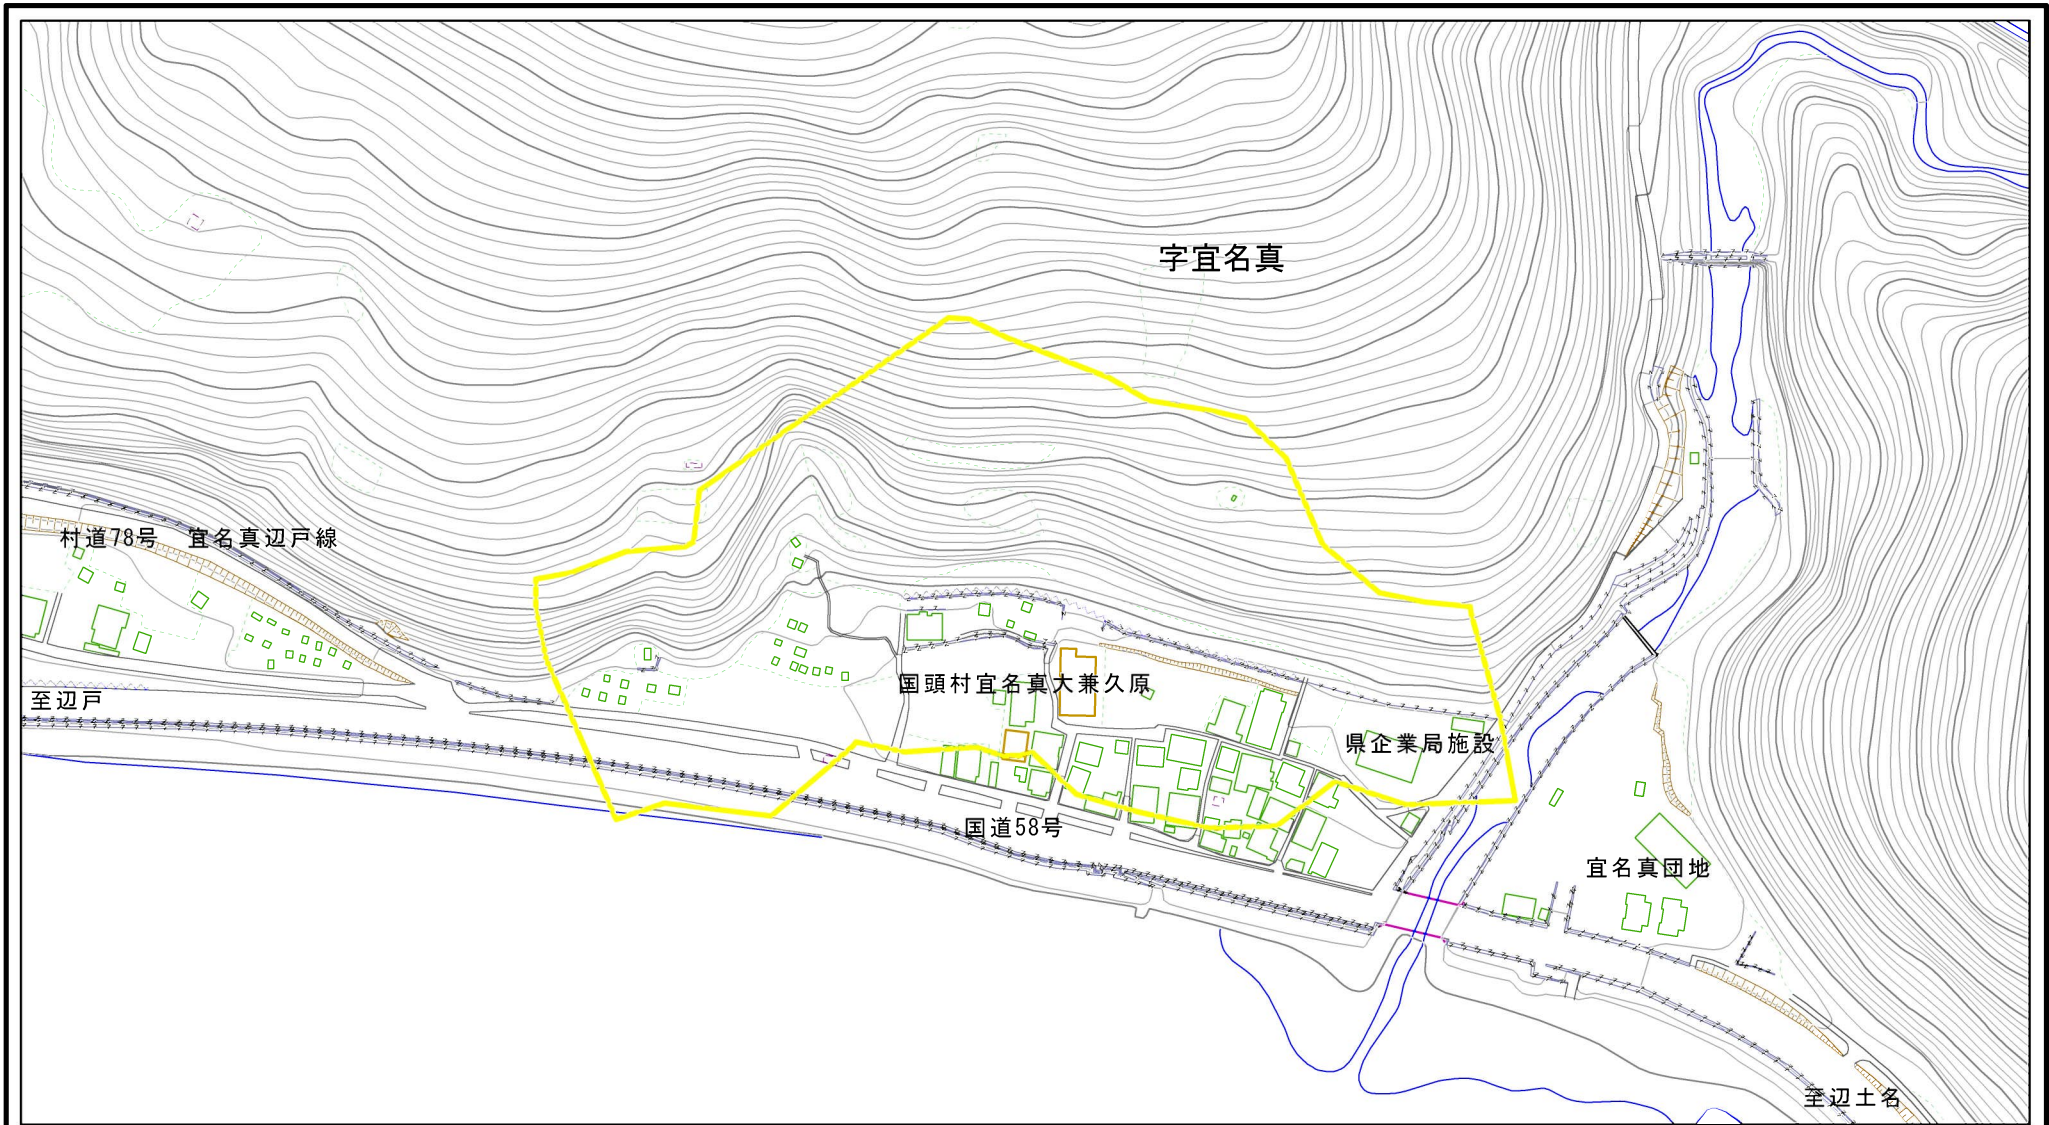 字宜名真
村道78号　宜名真辺戸線
至辺戸
国頭村宜名真大兼久原
県企業局施設
国道58号
宜名真団地
至辺土名